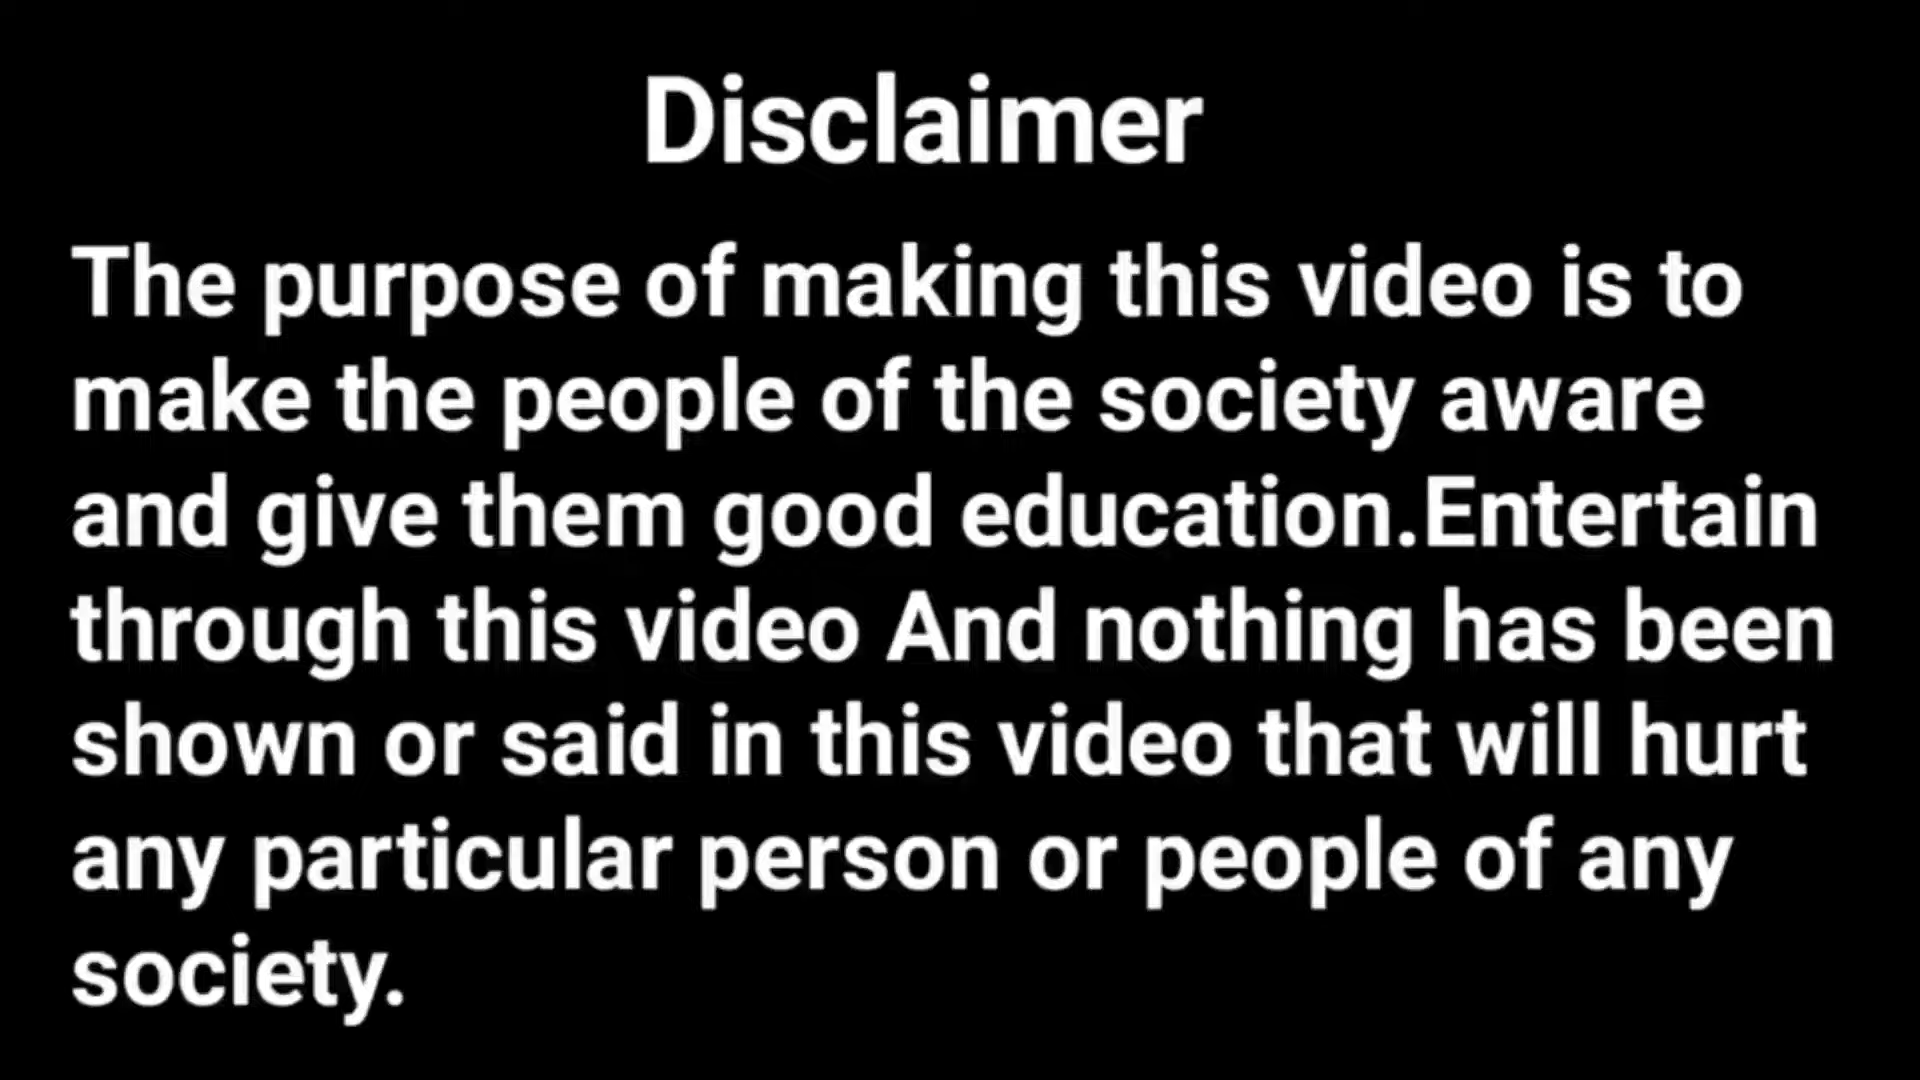 Disclaimer
The purpose of making this video is to
make the people of the society aware
and give them good education.Entertain
through this video And nothing has been
shown or said in this video that will hurt
any particular person or people of any
society.